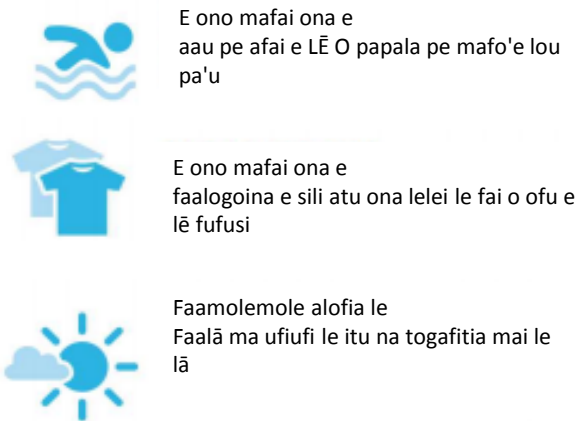 E ono mafai ona e
aau pe afai e LĒ O papala pe mafo'e lou
pa'u
E ono mafai ona e
faalogoina e sili atu ona lelei le fai o ofu e
lē fufusi
Faamolemole alofia le
Faalā ma ufiufi le itu na togafitia mai le
lā